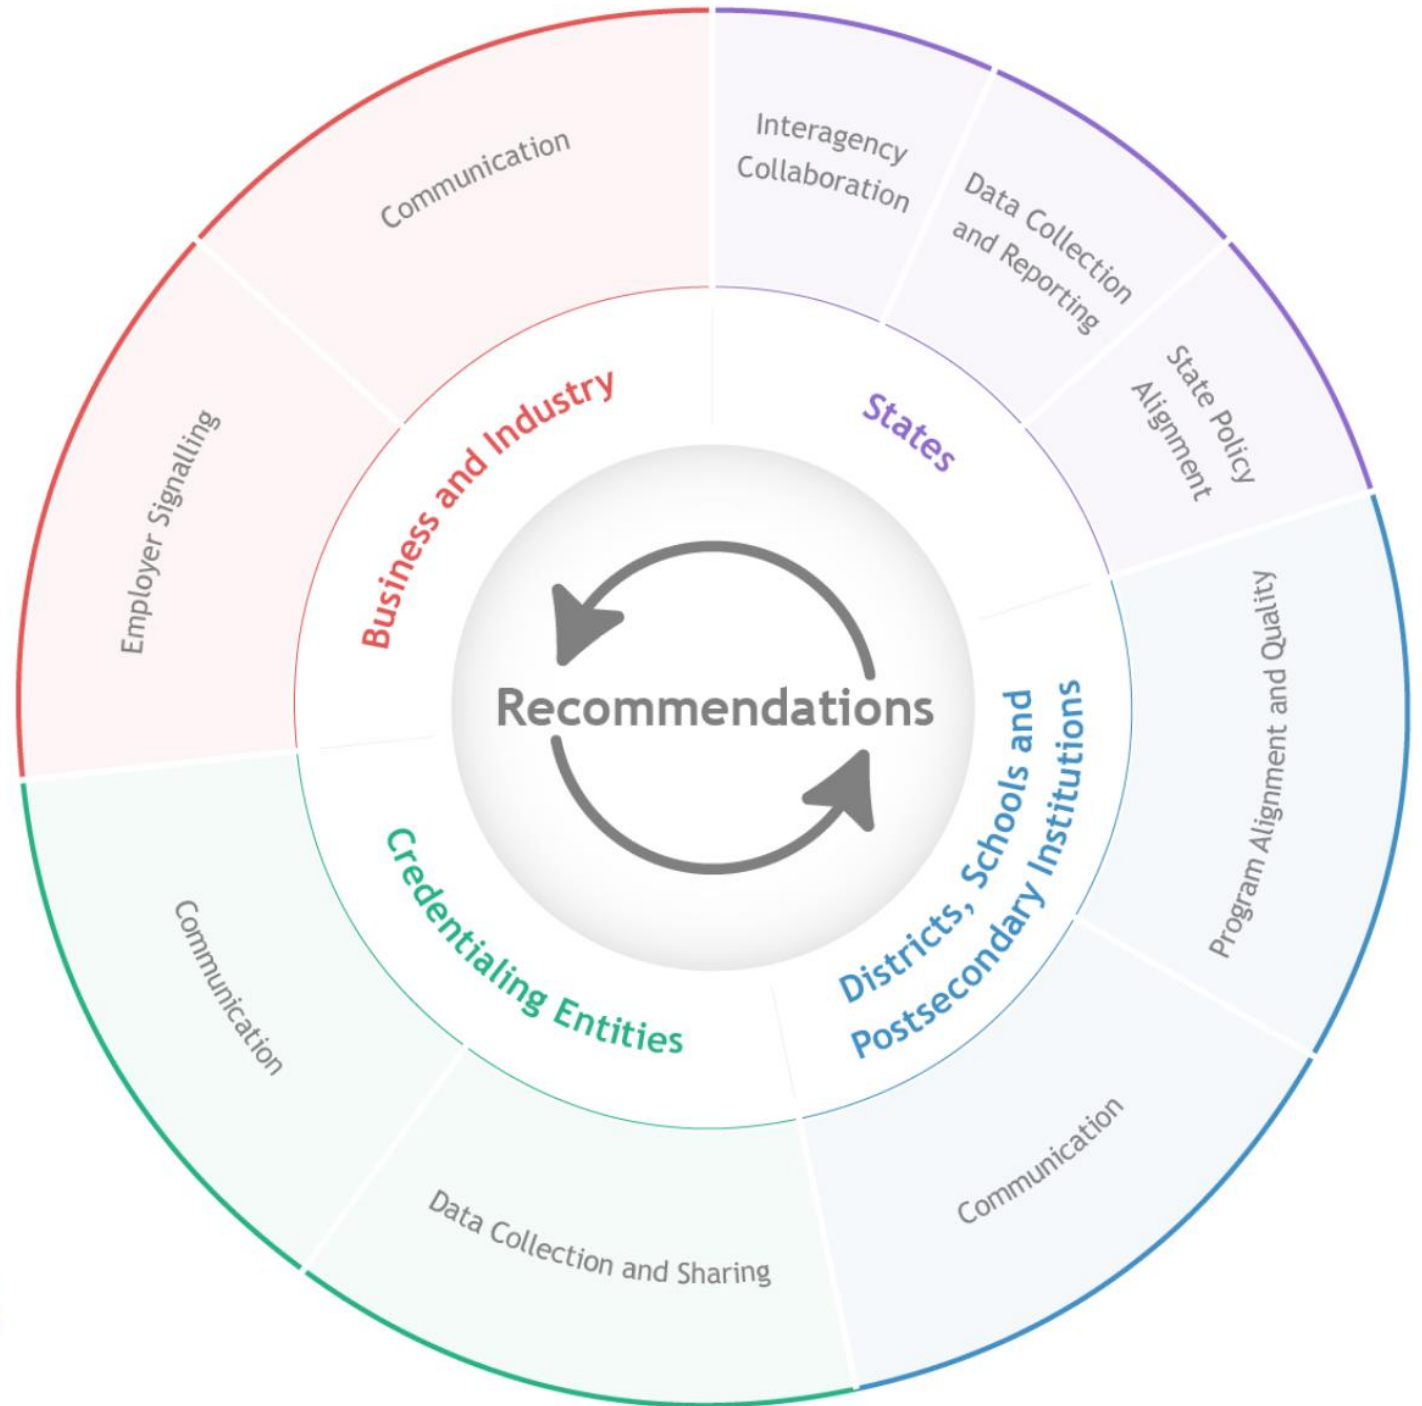 Recommendations
States
Interagency
Collaboration
Data Collection
and Reporting
State Policy
Alignment
Districts, Schools and
Postsecondary Institutions
Program Alignment and Quality
Communication
Credentialing Entities
Data Collection and Sharing
Communication
Business and Industry
Employer Signalling
Communication